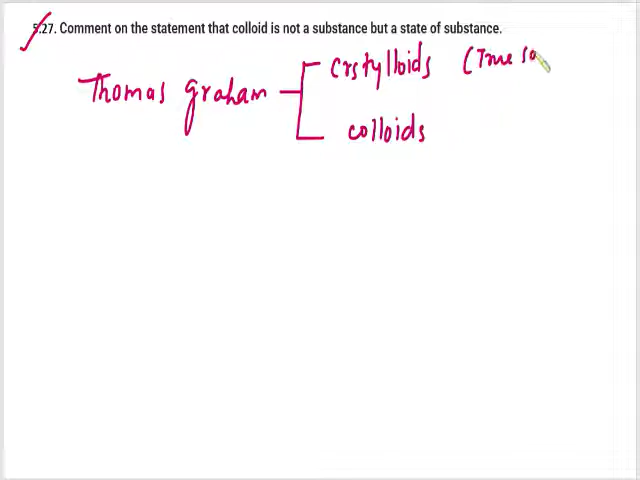 5.27. Comment on the statement that colloid is not a substance but a state of substance.
Thomas Graham
crstylloids (True so
colloids